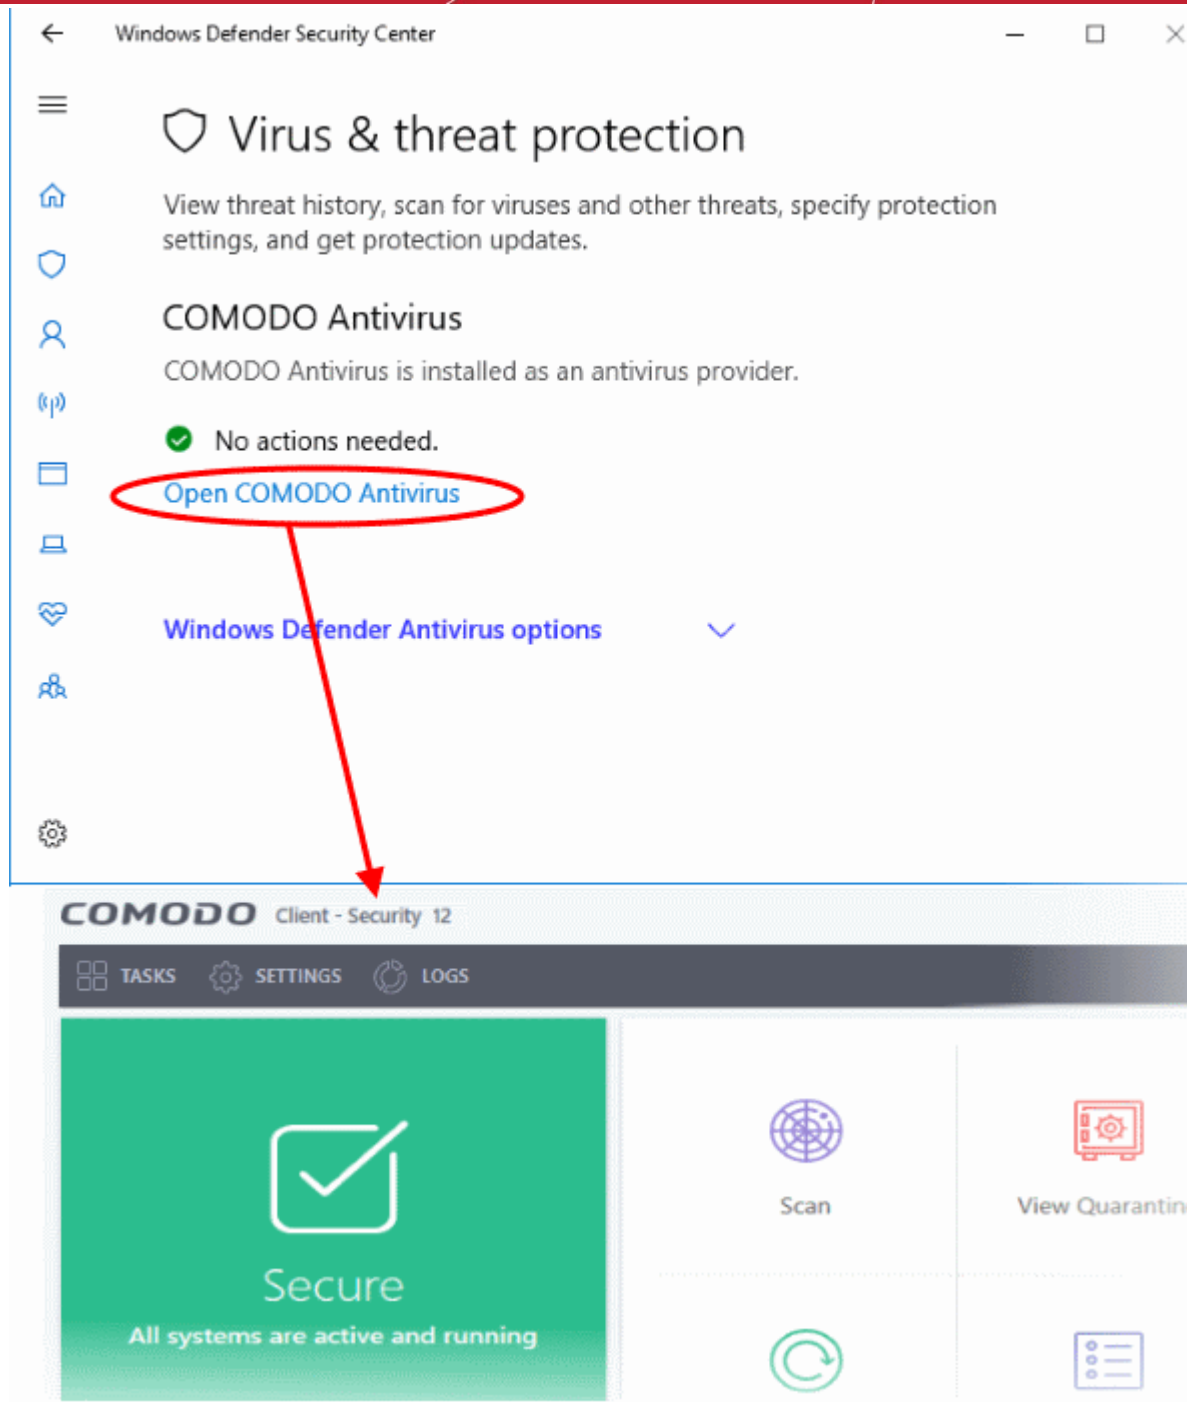 Windows Defender Security Center
Virus & threat protection
View threat history, scan for viruses and other threats, specify protection
settings, and get protection updates.
COMODO Antivirus
COMODO Antivirus is installed as an antivirus provider.
No actions needed.
Open COMODO Antivirus
Windows Defender Antivirus options
COMODO Client - Security 12
TASKS SETTINGS LOGS
Scan
View Quarantin
Secure
All systems are active and running